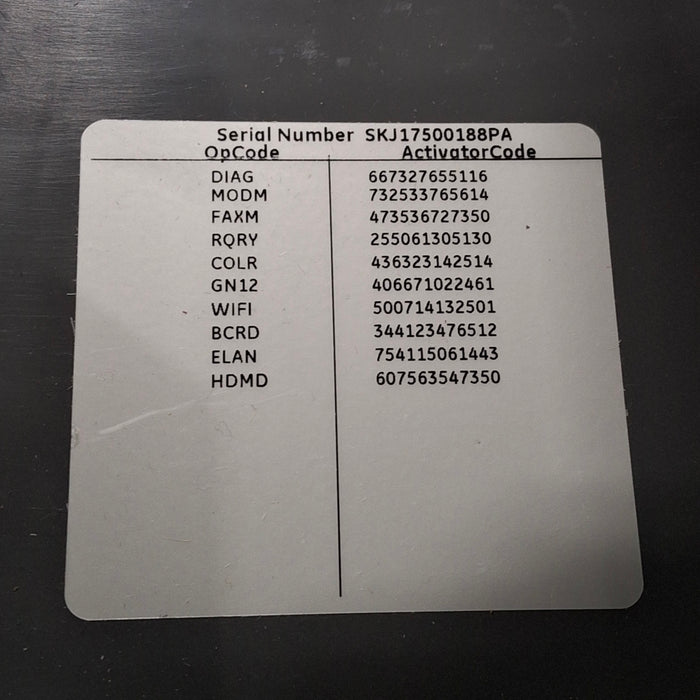 Serial Number SKJ17500188PA
OpCode ActivatorCode
DIAG 667327655116
MODM 732533765614
FAXM 473536727350
RQRY 255061305130
COLR 436323142514
GN12 406671022461
WIFI 500714132501
BCRD 344123476512
ELAN 754115061443
HDMD 607563547350